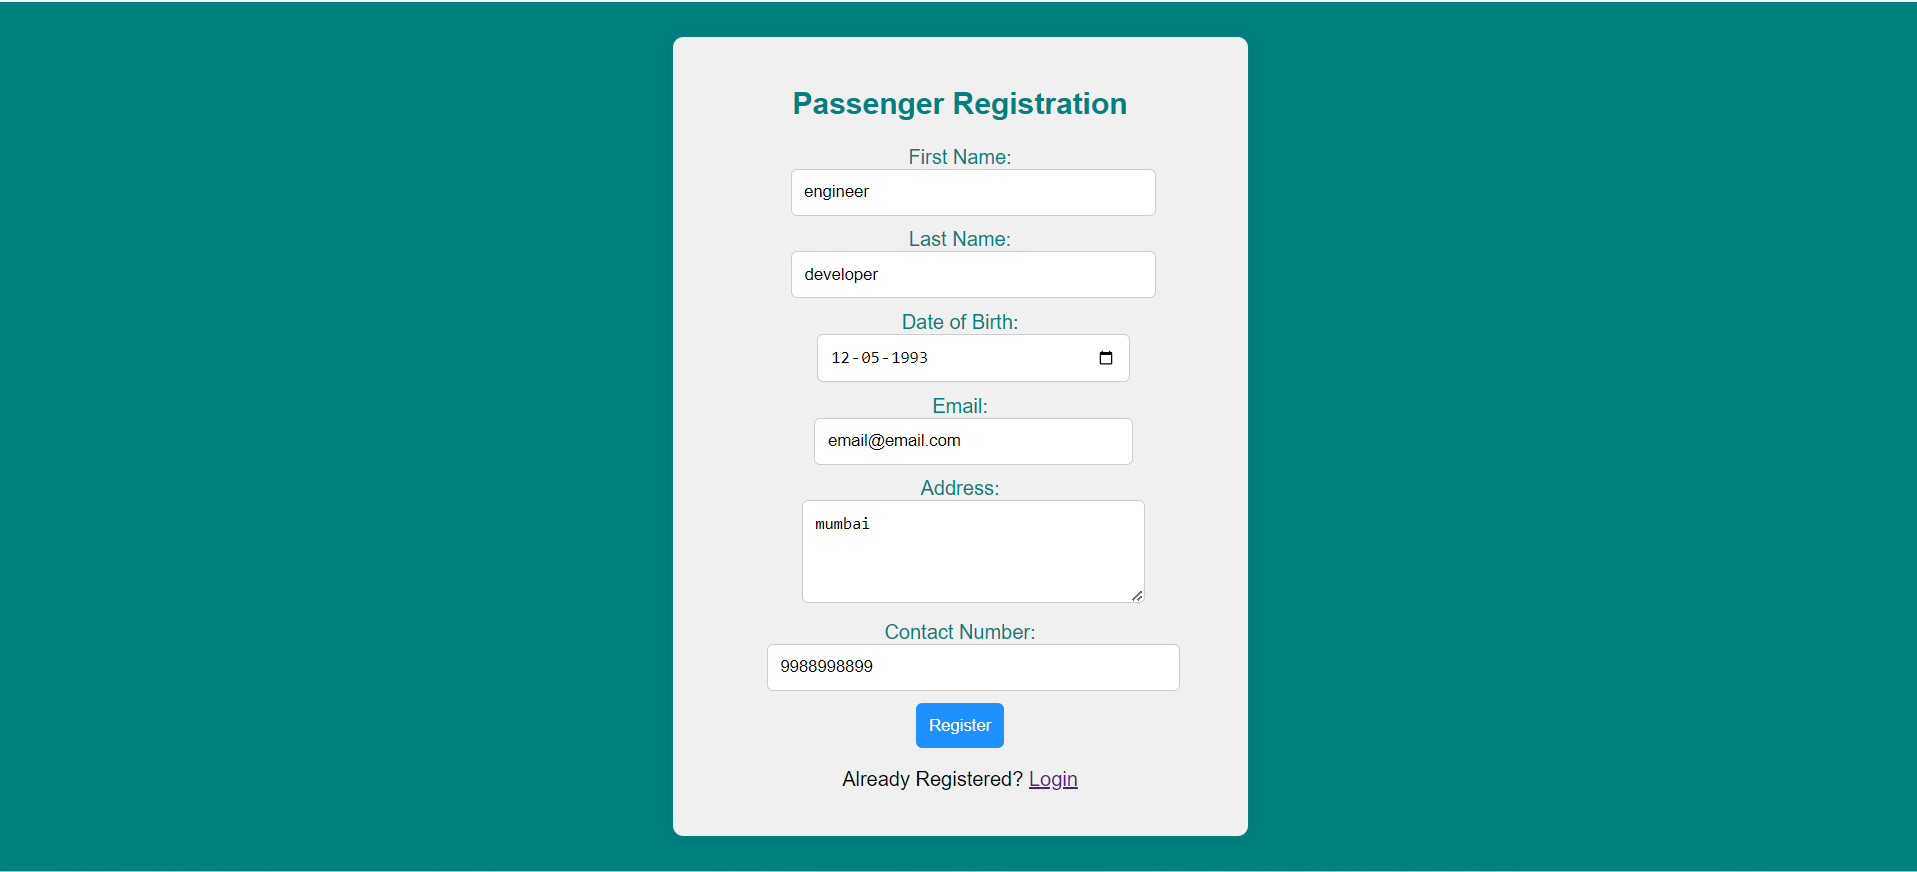 Passenger Registration
First Name:
engineer
Last Name:
developer
Date of Birth:
12-05-1993
Email:
email@email.com
Address:
mumbai
Contact Number:
9988998899
Register
Already Registered? Login